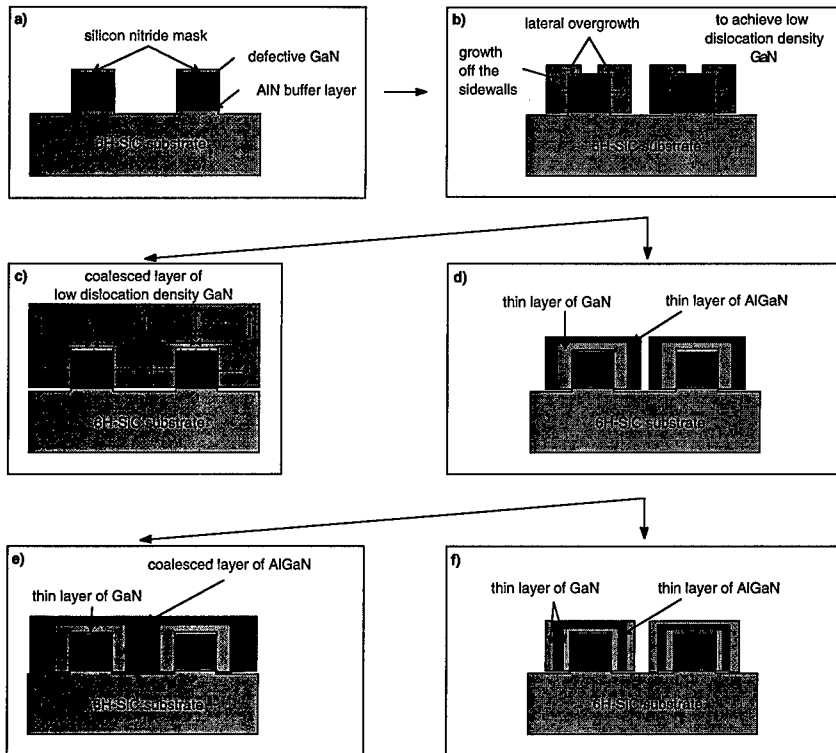 a)
silicon nitride mask
defective GaN
AlN buffer layer
6H-SiC substrate
b)
lateral overgrowth
to achieve low
dislocation density
GaN
growth
off the
sidewalls
6H-SiC substrate
c)
coalesced layer of
low dislocation density GaN
6H-SiC substrate
d)
thin layer of GaN
thin layer of AlGaN
6H-SiC substrate
e)
coalesced layer of AlGaN
thin layer of GaN
6H-SiC substrate
f)
thin layer of GaN
thin layer of AlGaN
6H-SiC substrate